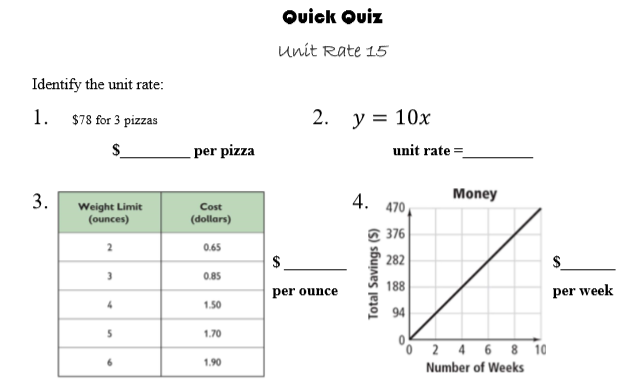 Quick Quiz
Unit Rate 15
Identify the unit rate:
1. $78 for 3 pizzas
$________ per pizza
2. y = 10x
unit rate =________
3.
Weight Limit (ounces) Cost (dollars)
2 0.65
3 0.85
4 1.50
5 1.70
6 1.90
$________
per ounce
4.
Money
Total Savings ($)
470
376
282
188
94
0
0 2 4 6 8 10
Number of Weeks
$________
per week